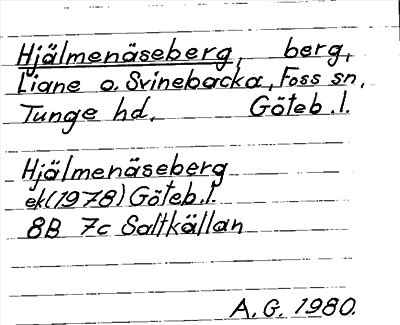 Hjälmenäseberg, berg,
Liane o. Svinebacka, Foss sn,
Tunge hd, Göteb.l.
Hjälmenäseberg
ek(1978) Göteb.l.
8B 7c Saltkällan
A.G. 1980.